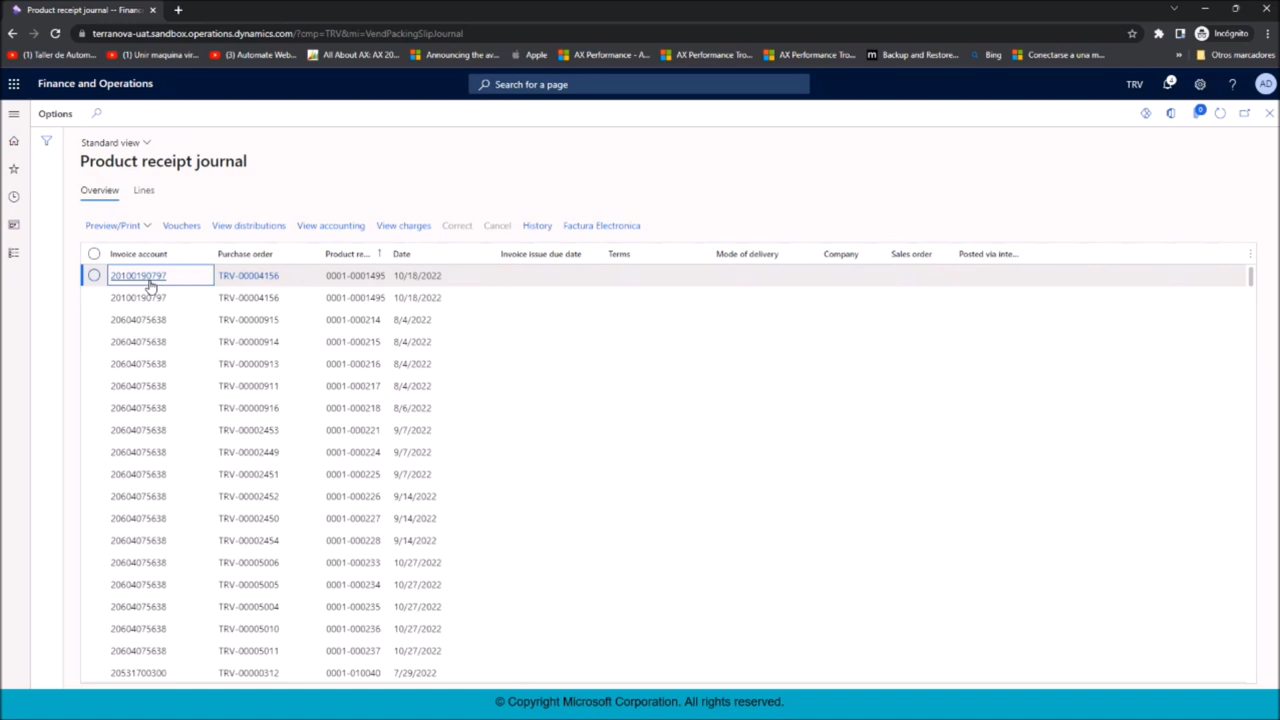 Product receipt journal -- Financ
terranova-uat.sandbox.operations.dynamics.com/?cmp=TRV&mi=VendPackingSlipJournal
Incógnito
(1) Taller de Autom...
(1) Unir maquina vir...
(3) Automate Web...
All About AX: AX 20...
Announcing the av...
Apple
AX Performance - A...
AX Performance Tro...
AX Performance Tro...
Backup and Restore...
Bing
Conectarse a una m...
»
Otros marcadores
Finance and Operations
Search for a page
TRV
4
?
AD
Options
0
Standard view
Product receipt journal
Overview Lines
Preview/Print Vouchers View distributions View accounting View charges Correct Cancel History Factura Electronica
Invoice account Purchase order Product re... ↑ Date Invoice issue due date Terms Mode of delivery Company Sales order Posted via inte...
20100190797 TRV-00004156 0001-0001495 10/18/2022
20100190797 TRV-00004156 0001-0001495 10/18/2022
20604075638 TRV-00000915 0001-000214 8/4/2022
20604075638 TRV-00000914 0001-000215 8/4/2022
20604075638 TRV-00000913 0001-000216 8/4/2022
20604075638 TRV-00000911 0001-000217 8/4/2022
20604075638 TRV-00000916 0001-000218 8/6/2022
20604075638 TRV-00002453 0001-000221 9/7/2022
20604075638 TRV-00002449 0001-000224 9/7/2022
20604075638 TRV-00002451 0001-000225 9/7/2022
20604075638 TRV-00002452 0001-000226 9/14/2022
20604075638 TRV-00002450 0001-000227 9/14/2022
20604075638 TRV-00002454 0001-000228 9/14/2022
20604075638 TRV-00005006 0001-000233 10/27/2022
20604075638 TRV-00005005 0001-000234 10/27/2022
20604075638 TRV-00005004 0001-000235 10/27/2022
20604075638 TRV-00005010 0001-000236 10/27/2022
20604075638 TRV-00005011 0001-000237 10/27/2022
20531700300 TRV-00000312 0001-010040 7/29/2022
© Copyright Microsoft Corporation. All rights reserved.